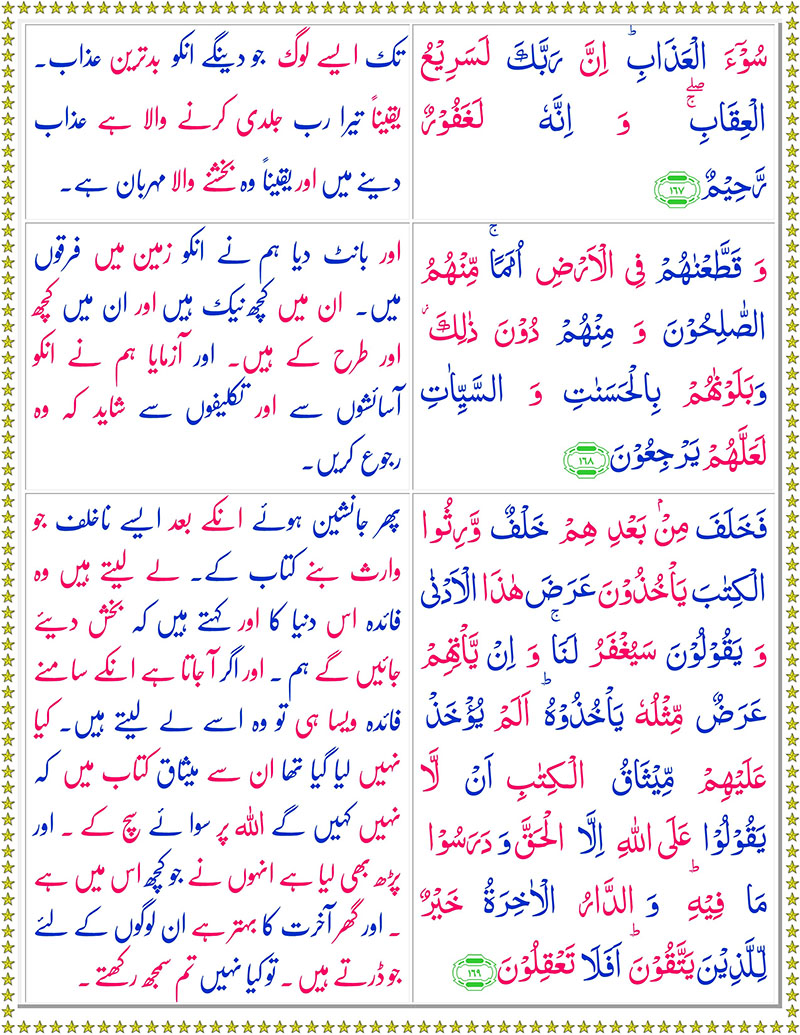 سُوْٓءَ الْعَذَابِ ؕ اِنَّ رَبَّكَ لَسَرِيْعُ
الْعِقَابِ ۖۚ وَ اِنَّهٗ لَغَفُوْرٌ
رَّحِيْمٌ ١٦٧
تک ایسے لوگ جو دینگے انکو بدترین عذاب۔
یقیناً تیرا رب جلدی کرنے والا ہے عذاب
دینے میں اور یقیناً وہ بخشنے والا مہربان ہے۔
وَ قَطَّعْنٰهُمْ فِى الْاَرْضِ اُمَمًا ۚ مِّنْهُمُ
الصّٰلِحُوْنَ وَ مِنْهُمْ دُوْنَ ذٰلِكَ ؗ
وَبَلَوْنٰهُمْ بِالْحَسَنٰتِ وَ السَّيِّاٰتِ
لَعَلَّهُمْ يَرْجِعُوْنَ ١٦٨
اور بانٹ دیا ہم نے انکو زمین میں فرقوں
میں۔ ان میں کچھ نیک ہیں اور ان میں کچھ
اور طرح کے ہیں۔ اور آزمایا ہم نے انکو
آسائشوں سے اور تکلیفوں سے شاید کہ وہ
رجوع کریں۔
فَخَلَفَ مِنْۢ بَعْدِ هِمْ خَلْفٌ وَّرِثُوا
الْكِتٰبَ يَاْخُذُوْنَ عَرَضَ هٰذَا الْاَدْنٰى
وَ يَقُوْلُوْنَ سَيُغْفَرُ لَنَا ۚ وَ اِنْ يَّاْتِهِمْ
عَرَضٌ مِّثْلُهٗ يَاْخُذُوْهُ ؕ اَلَمْ يُؤْخَذْ
عَلَيْهِمْ مِّيْثَاقُ الْكِتٰبِ اَنْ لَّا
يَقُوْلُوْا عَلَى اللّٰهِ اِلَّا الْحَقَّ وَ دَرَسُوْا
مَا فِيْهِ ؕ وَ الدَّارُ الْاٰخِرَةُ خَيْرٌ
لِّلَّذِيْنَ يَتَّقُوْنَ ؕ اَفَلَا تَعْقِلُوْنَ ١٦٩
پھر جانشین ہوئے انکے بعد ایسے ناخلف جو
وارث بنے کتاب کے۔ لے لیتے ہیں وہ
فائدہ اس دنیا کا اور کہتے ہیں کہ بخش دیئے
جائیں گے ہم۔ اور اگر آ جاتا ہے انکے سامنے
فائدہ ویسا ہی تو وہ اسے لے لیتے ہیں۔ کیا
نہیں لیا گیا تھا ان سے میثاق کتاب میں کہ
نہیں کہیں گے اللہ پر سوائے سچ کے۔ اور
پڑھ بھی لیا ہے انہوں نے جو کچھ اس میں ہے
۔ اور گھر آخرت کا بہتر ہے ان لوگوں کے لئے
جو ڈرتے ہیں۔ تو کیا نہیں تم سمجھ رکھتے۔